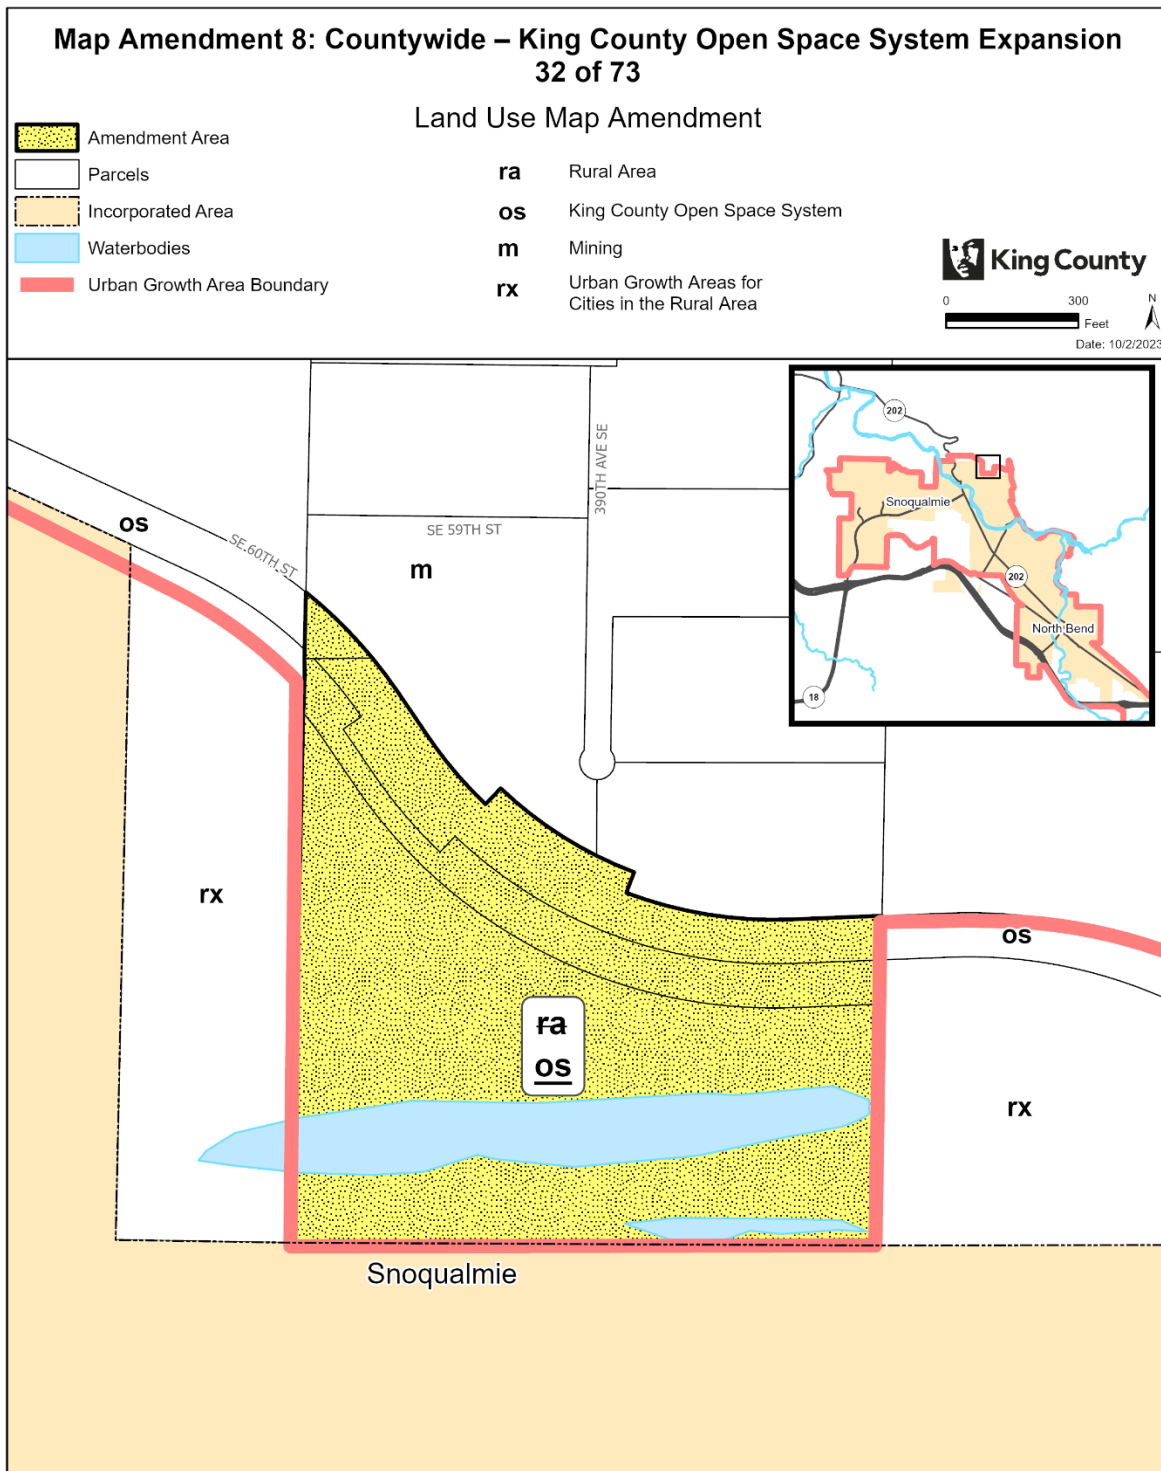 Map Amendment 8: Countywide – King County Open Space System Expansion
32 of 73
Land Use Map Amendment
Amendment Area
Parcels
Incorporated Area
Waterbodies
Urban Growth Area Boundary
ra Rural Area
os King County Open Space System
m Mining
rx Urban Growth Areas for
Cities in the Rural Area
King County
0 300
Feet
N
Date: 10/2/2023
202
Snoqualmie
202
North Bend
18
390TH AVE SE
os
SE 60TH ST
SE 59TH ST
m
rx
os
ra
os
rx
Snoqualmie